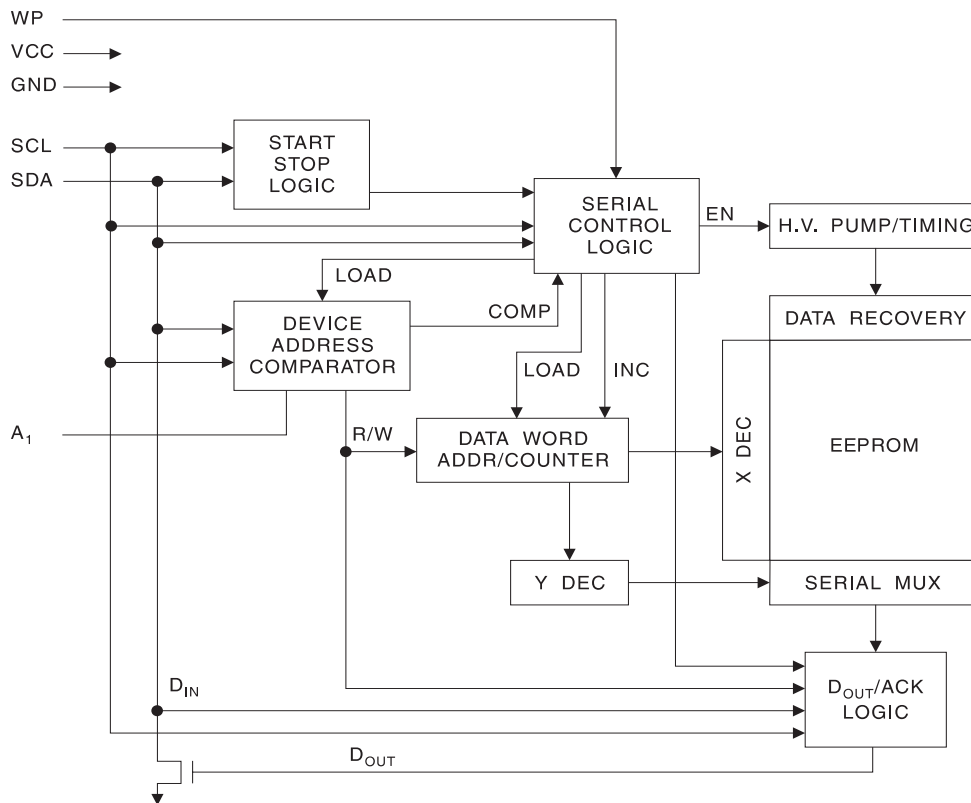 WP
VCC
GND
SCL
SDA
START
STOP
LOGIC
SERIAL
CONTROL
LOGIC
EN
H.V. PUMP/TIMING
LOAD
COMP
DATA RECOVERY
DEVICE
ADDRESS
COMPARATOR
LOAD
INC
A1
R/W
DATA WORD
ADDR/COUNTER
X DEC
EEPROM
Y DEC
SERIAL MUX
DIN
DOUT/ACK
LOGIC
DOUT